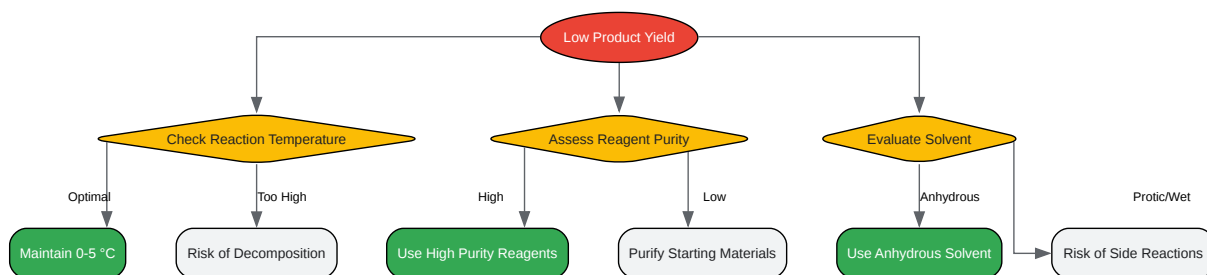 Low Product Yield
Check Reaction Temperature
Assess Reagent Purity
Evaluate Solvent
Optimal
Too High
High
Low
Anhydrous
Protic/Wet
Maintain 0-5 °C
Risk of Decomposition
Use High Purity Reagents
Purify Starting Materials
Use Anhydrous Solvent
Risk of Side Reactions